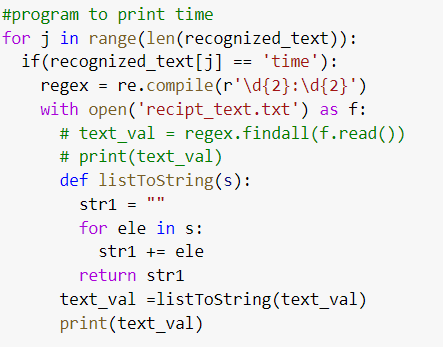 #program to print time
for j in range(len(recognized_text)):
  if(recognized_text[j] == 'time'):
    regex = re.compile(r'\d{2}:\d{2}')
    with open('recipt_text.txt') as f:
      # text_val = regex.findall(f.read())
      # print(text_val)
      def listToString(s):
        str1 = ""
        for ele in s:
          str1 += ele
        return str1
      text_val =listToString(text_val)
      print(text_val)